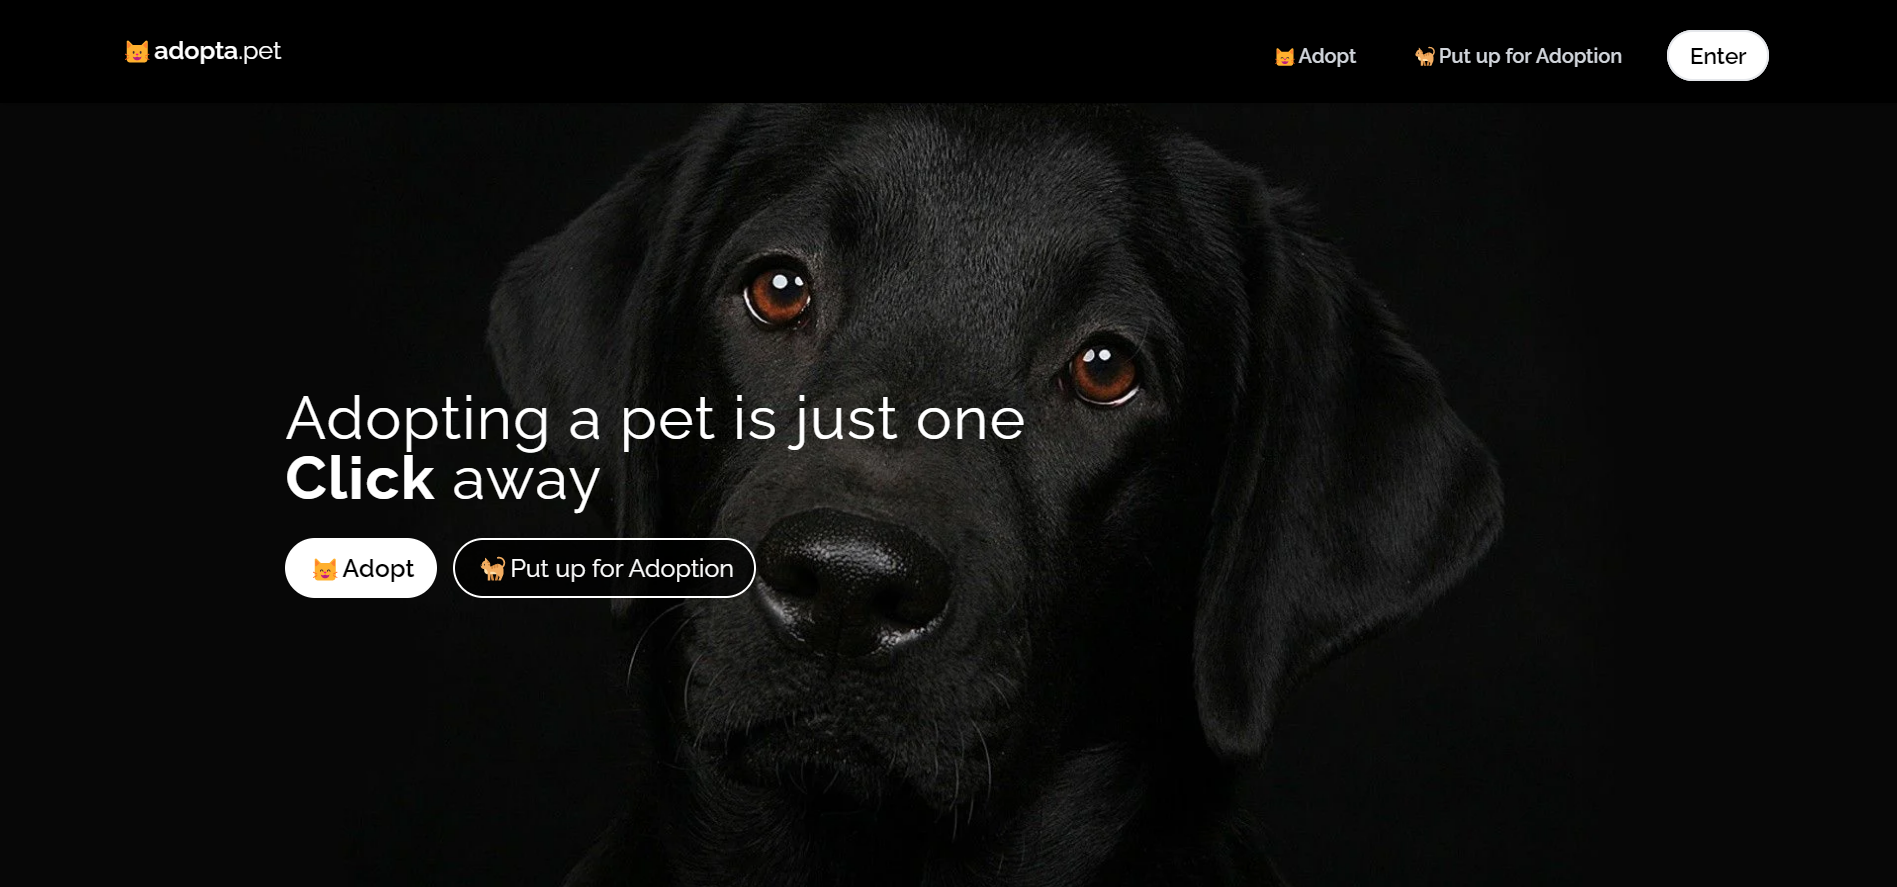 adopta.pet
Adopt
Put up for Adoption
Enter
Adopting a pet is just one
Click away
Adopt
Put up for Adoption